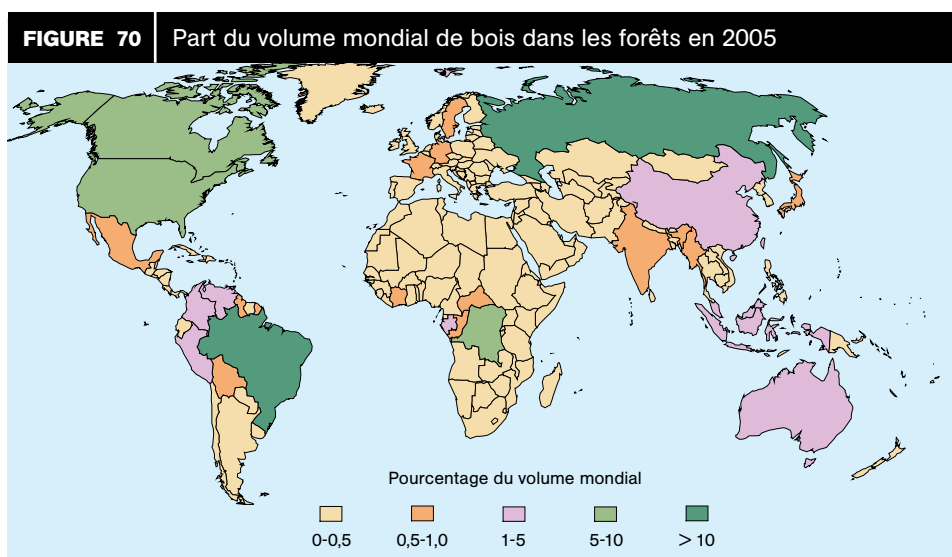 FIGURE 70 Part du volume mondial de bois dans les forêts en 2005
Pourcentage du volume mondial
0-0,5 0,5-1,0 1-5 5-10 > 10